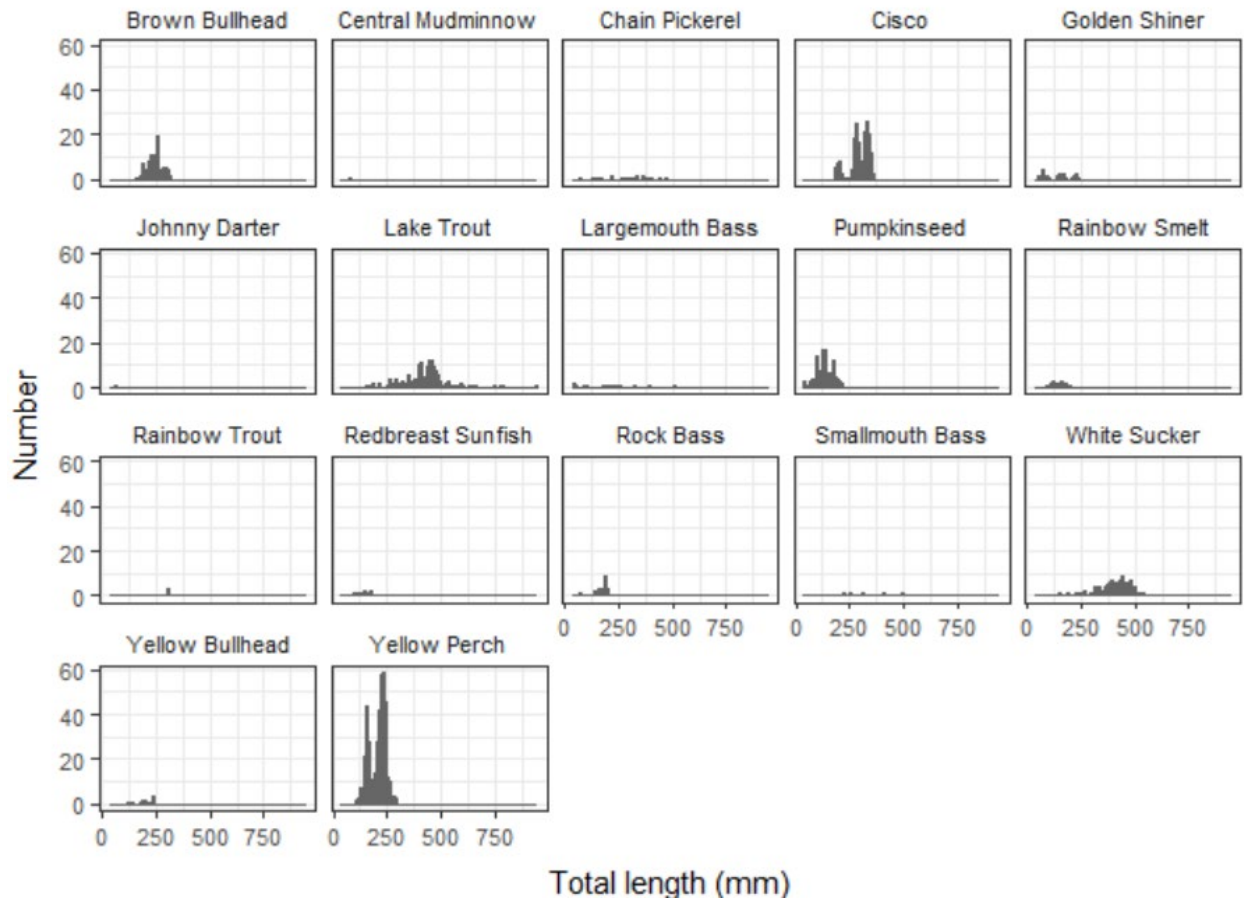 Brown Bullhead Central Mudminnow Chain Pickerel Cisco Golden Shiner
60
40
20
0
Johnny Darter Lake Trout Largemouth Bass Pumpkinseed Rainbow Smelt
60
40
20
0
Number
Rainbow Trout Redbreast Sunfish Rock Bass Smallmouth Bass White Sucker
60
40
20
0
0 250 500 750 0 250 500 750 0 250 500 750
Yellow Bullhead Yellow Perch
60
40
20
0
0 250 500 750 0 250 500 750
Total length (mm)